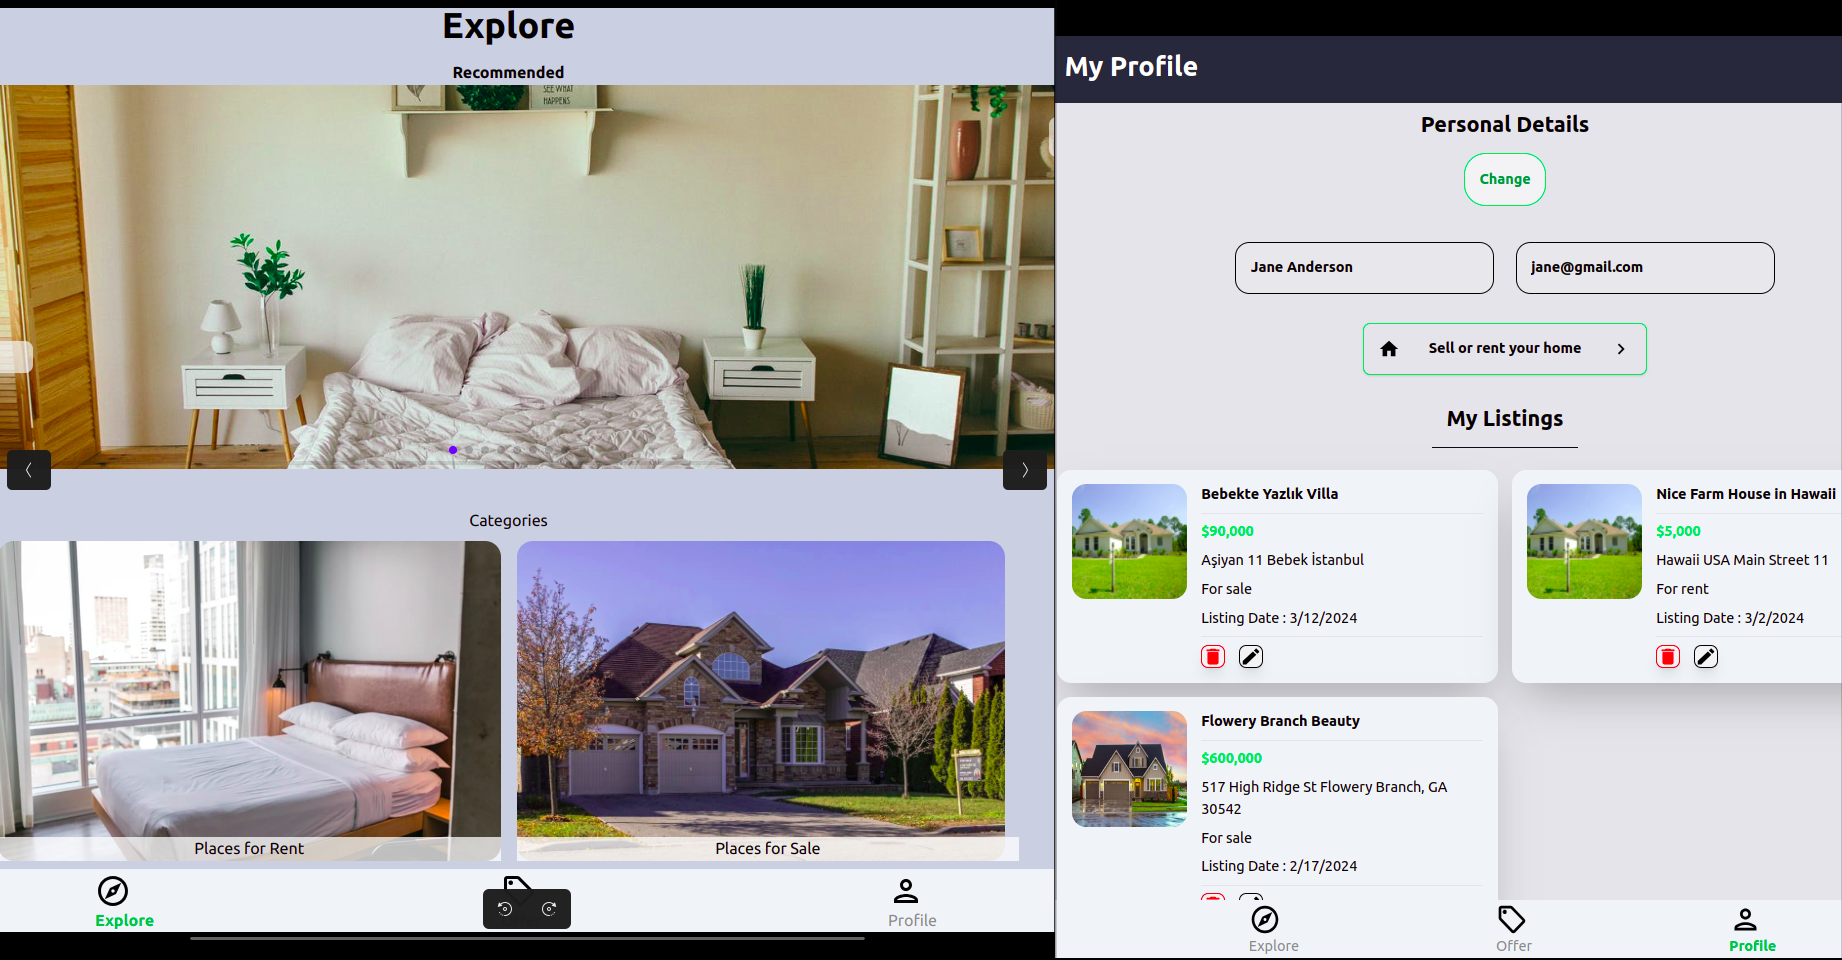 Explore
Recommended
SEE WHAT
HAPPENS
Categories
Places for Rent
Places for Sale
Explore
Profile
My Profile
Personal Details
Change
Jane Anderson
jane@gmail.com
Sell or rent your home
My Listings
Bebekte Yazlık Villa
$90,000
Aşiyan 11 Bebek İstanbul
For sale
Listing Date : 3/12/2024
Nice Farm House in Hawaii
$5,000
Hawaii USA Main Street 11
For rent
Listing Date : 3/2/2024
Flowery Branch Beauty
$600,000
517 High Ridge St Flowery Branch, GA
30542
For sale
Listing Date : 2/17/2024
Explore
Offer
Profile